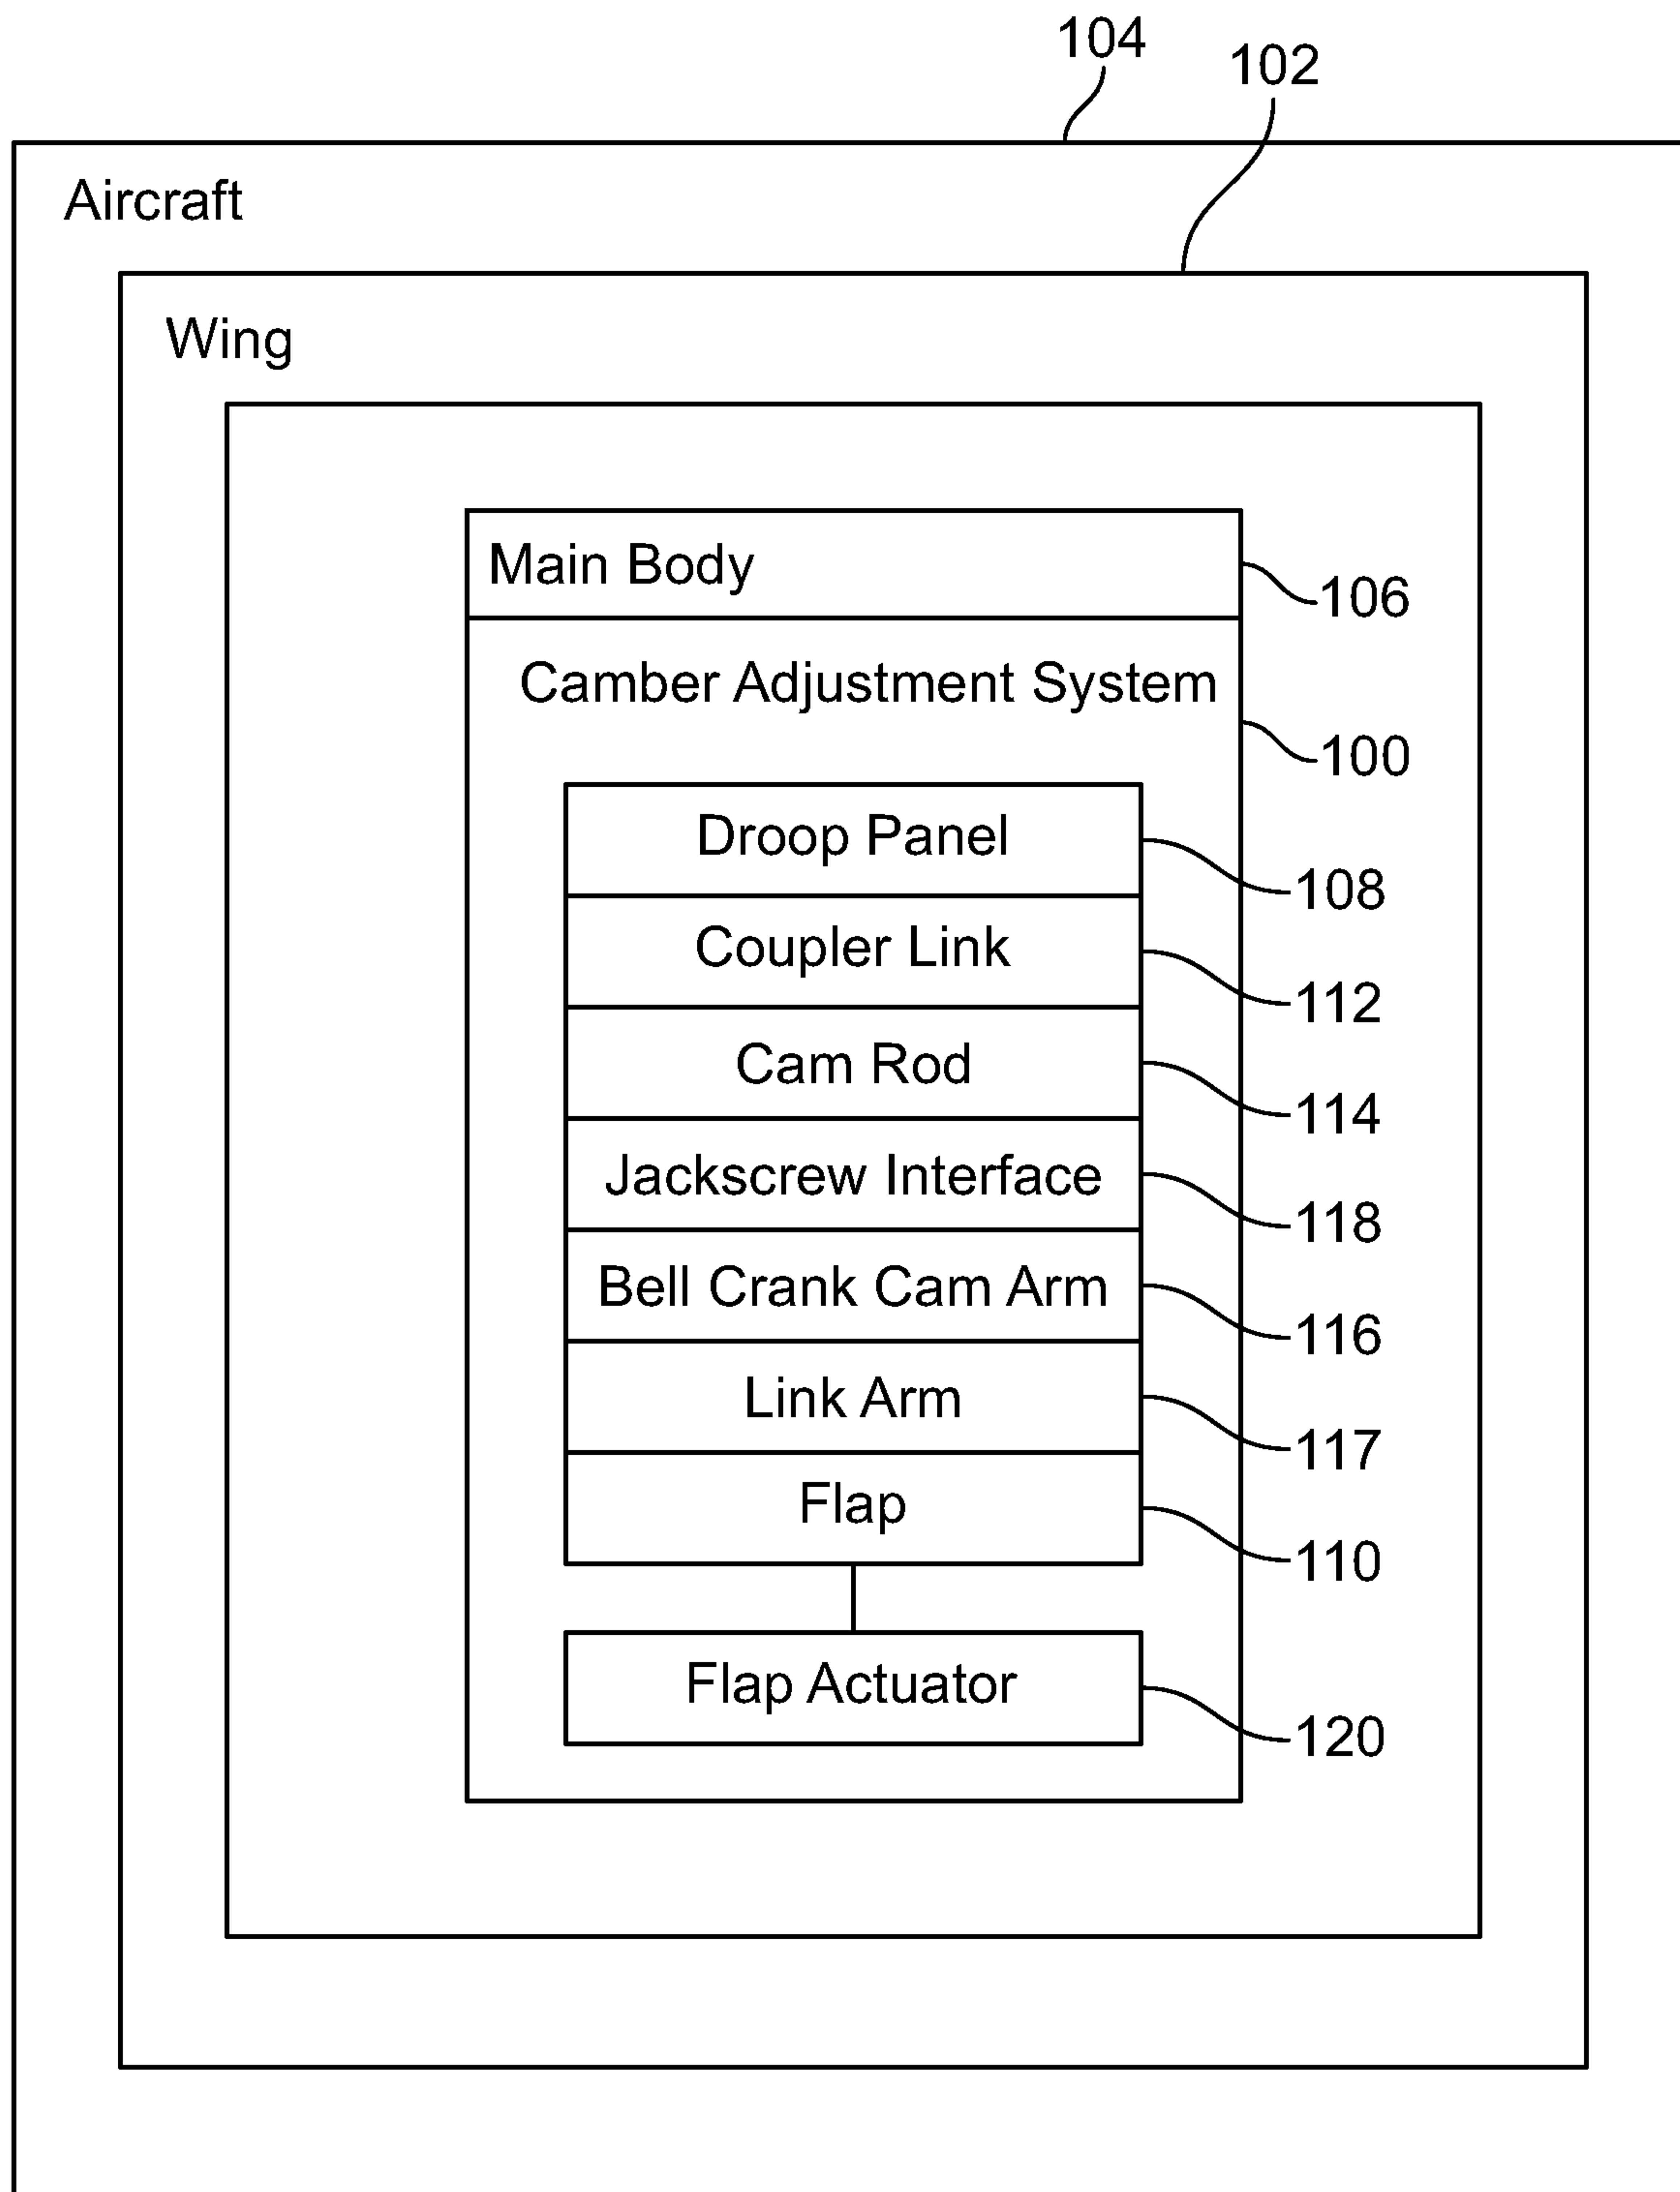 104
102
Aircraft
Wing
Main Body
106
Camber Adjustment System
100
Droop Panel
108
Coupler Link
112
Cam Rod
114
Jackscrew Interface
118
Bell Crank Cam Arm
116
Link Arm
117
Flap
110
Flap Actuator
120